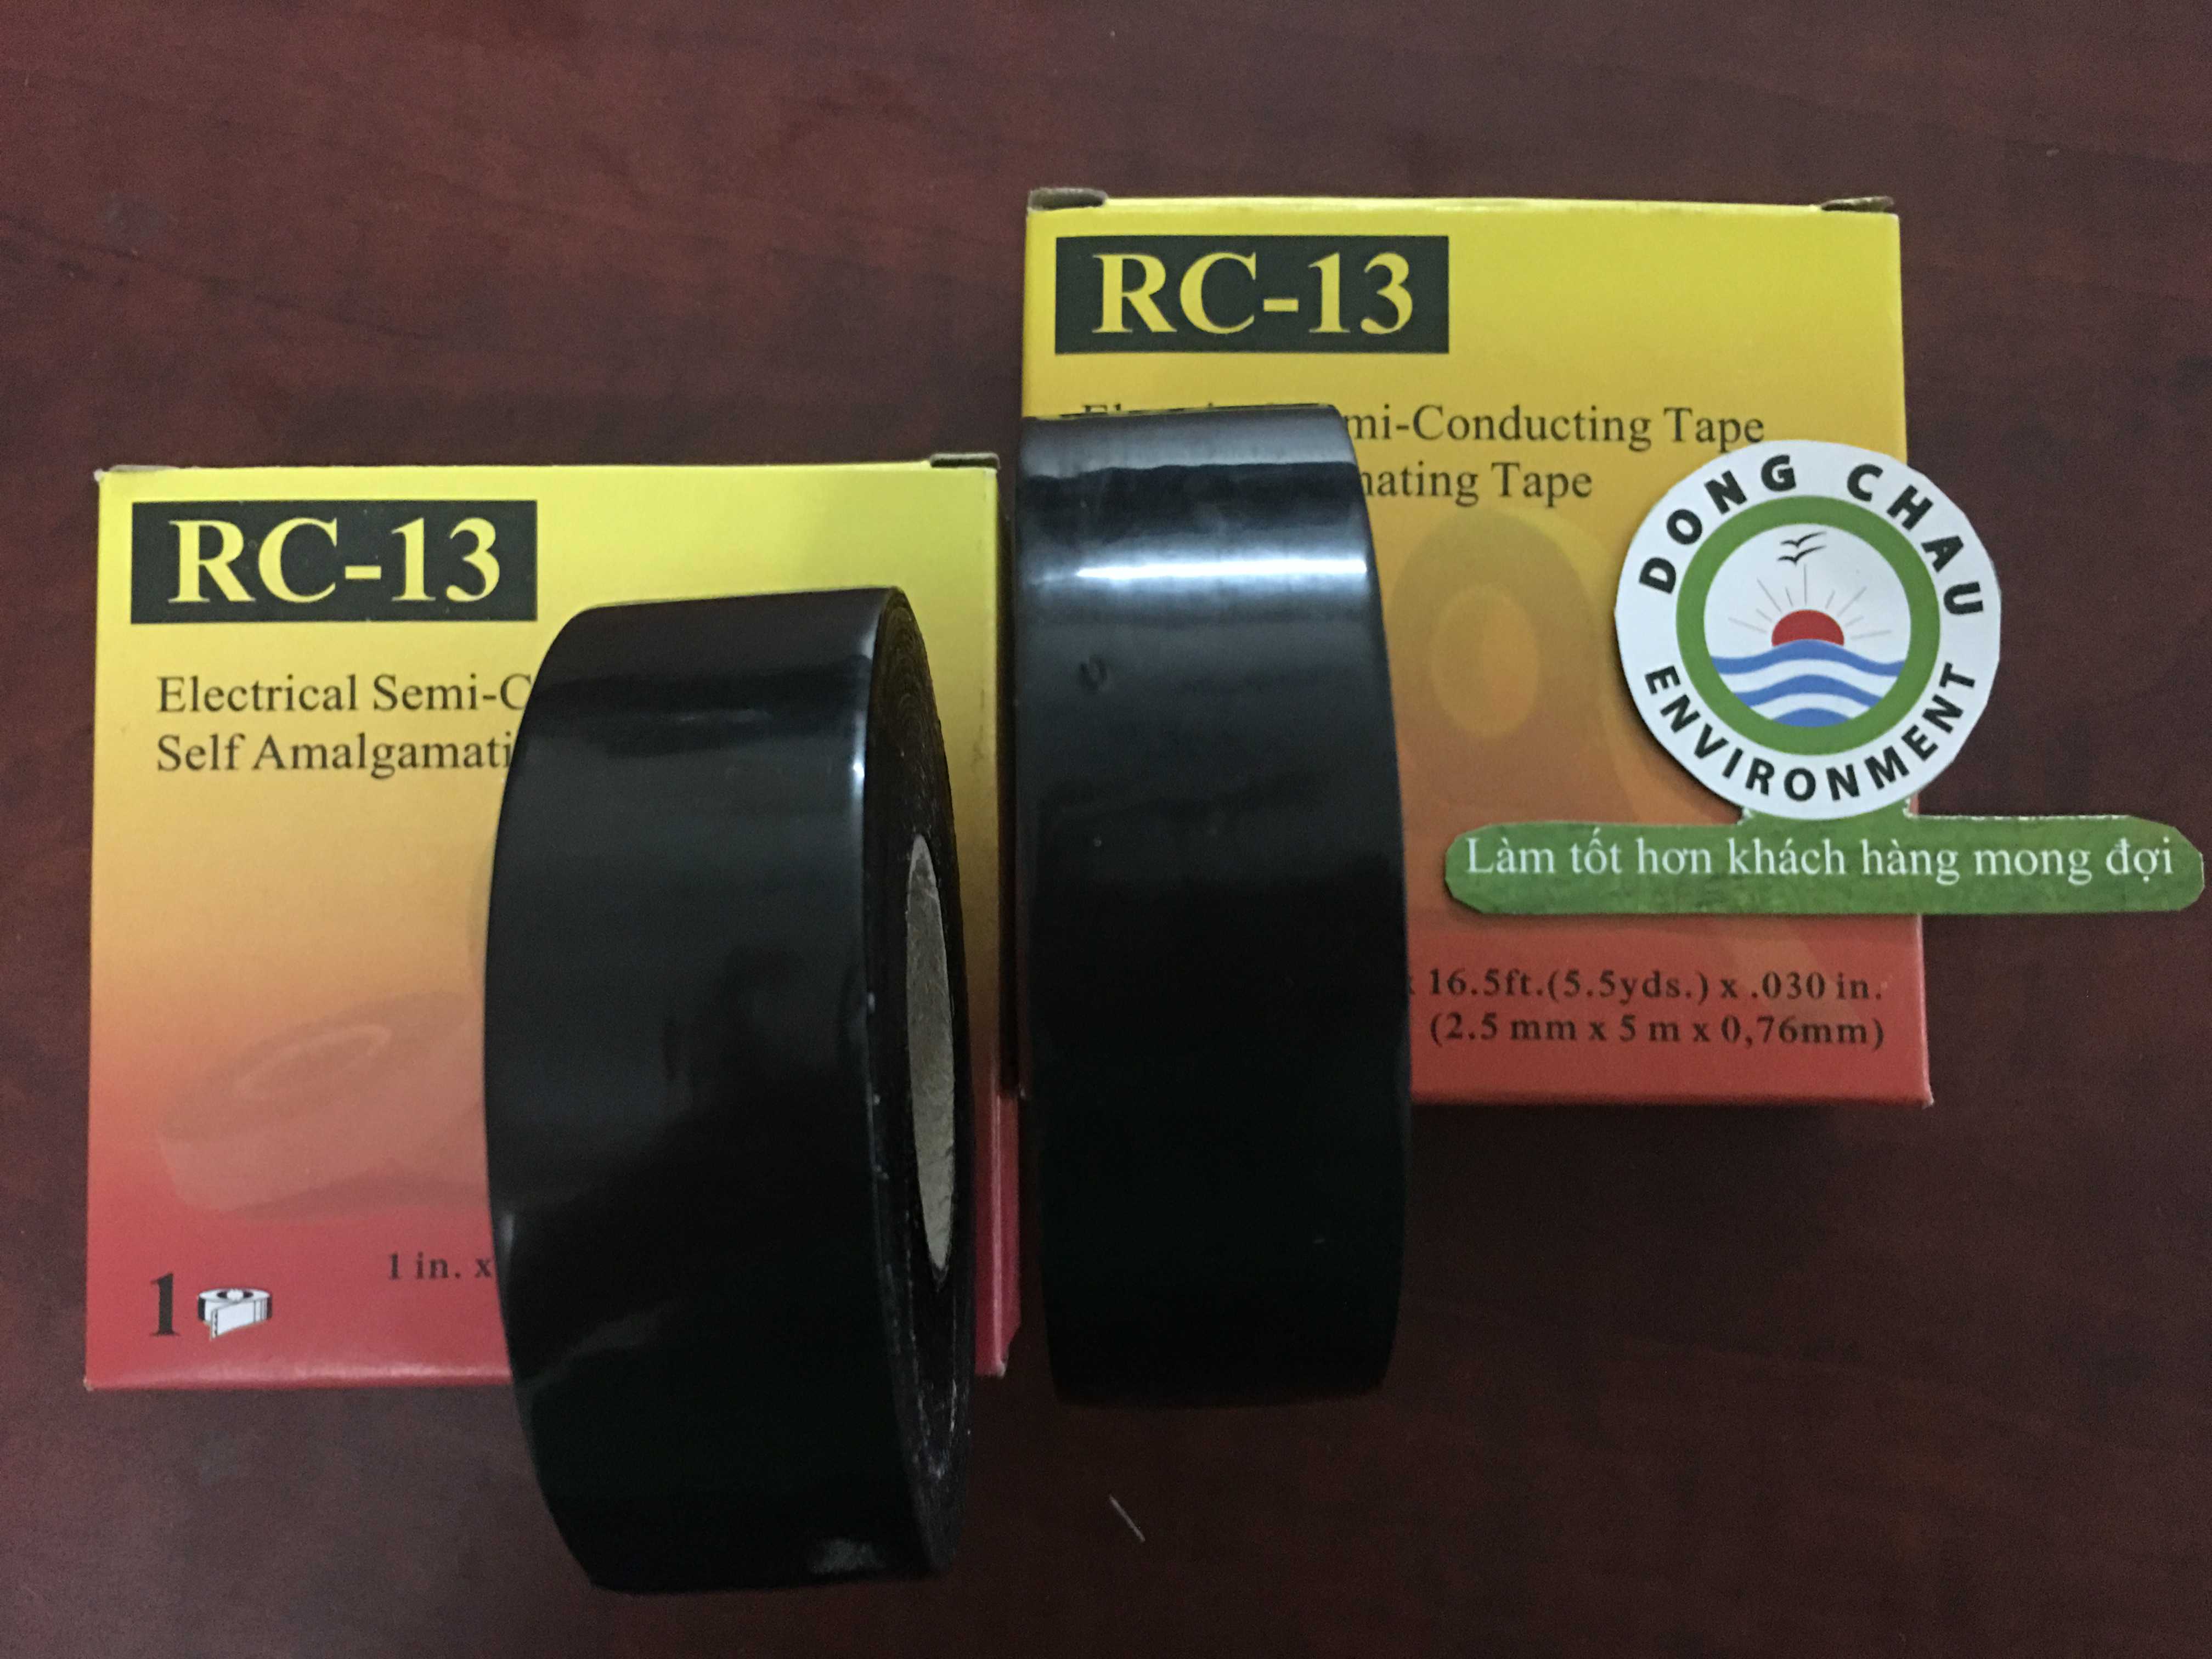 RC-13
Electrical Semi-C
Self Amalgamati
1 in. x
1
RC-13
mi-Conducting Tape
nating Tape
x 16.5ft.(5.5yds.) x .030 in.
(2.5 mm x 5 m x 0,76mm)
DONG CHAU
ENVIRONMENT
Làm tốt hơn khách hàng mong đợi